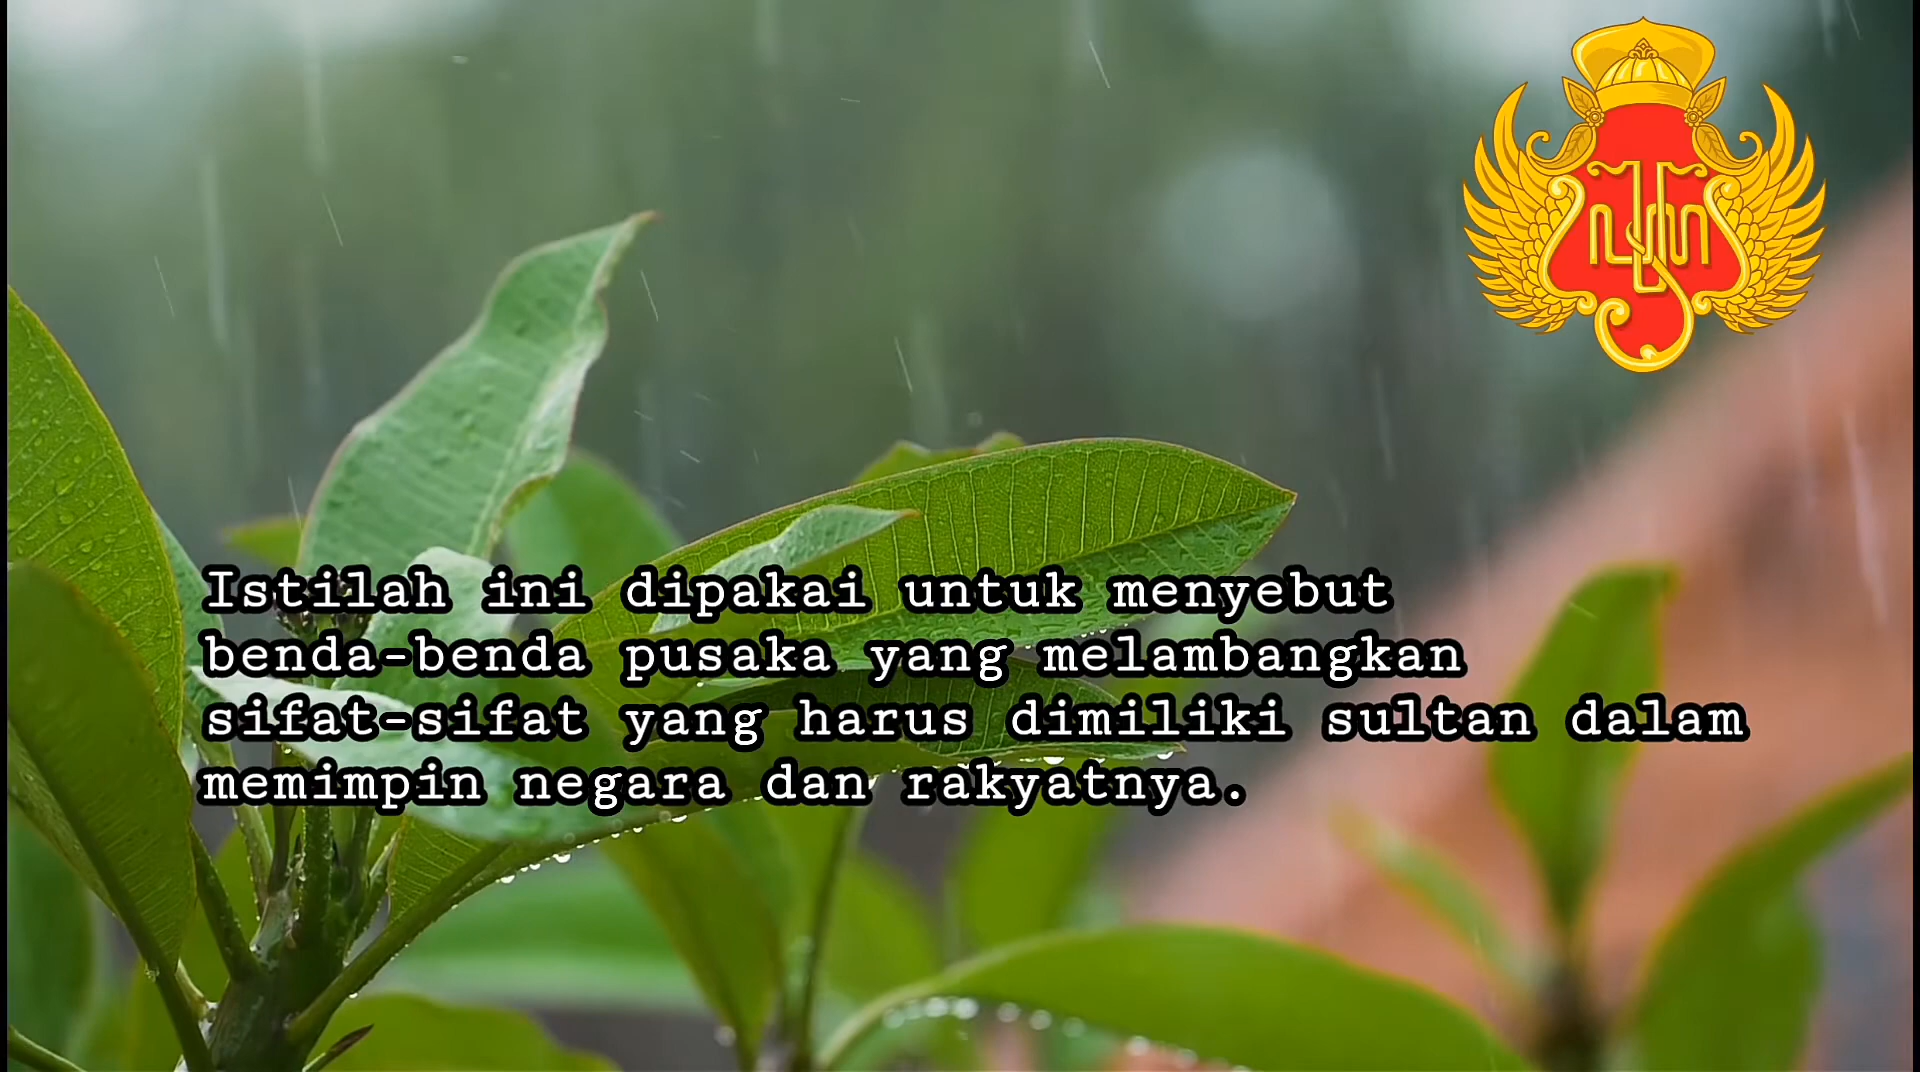 Istilah ini dipakai untuk menyebut
benda-benda pusaka yang melambangkan
sifat-sifat yang harus dimiliki sultan dalam
memimpin negara dan rakyatnya.